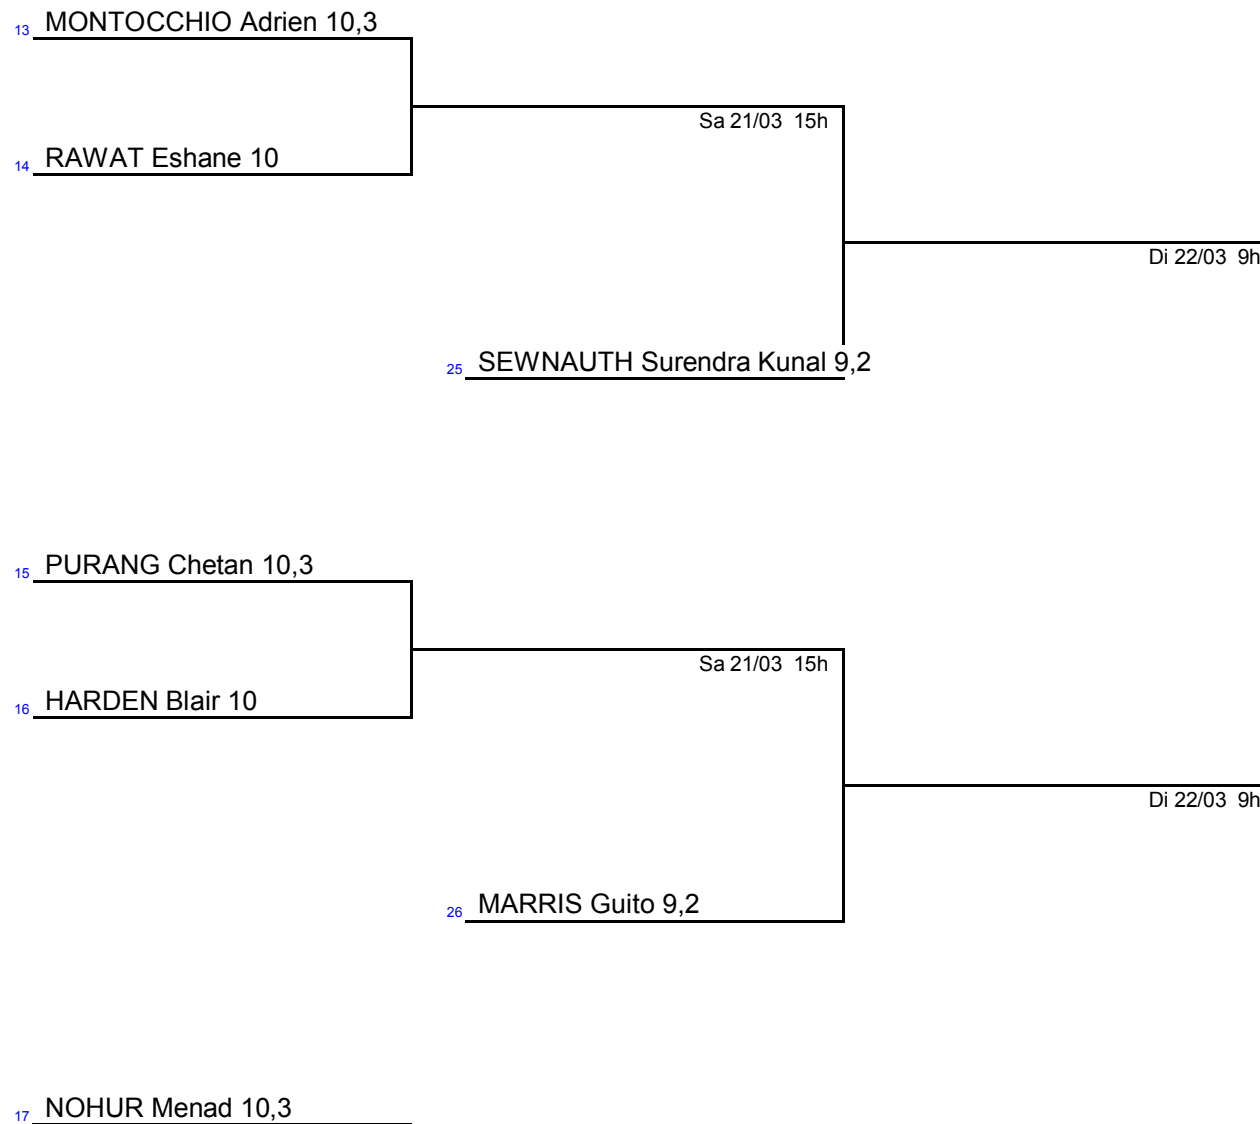 13 MONTOCCHIO Adrien 10,3
Sa 21/03 15h
14 RAWAT Eshane 10
Di 22/03 9h
25 SEWNAUTH Surendra Kunal 9,2
15 PURANG Chetan 10,3
Sa 21/03 15h
16 HARDEN Blair 10
Di 22/03 9h
26 MARRIS Guito 9,2
17 NOHUR Menad 10,3